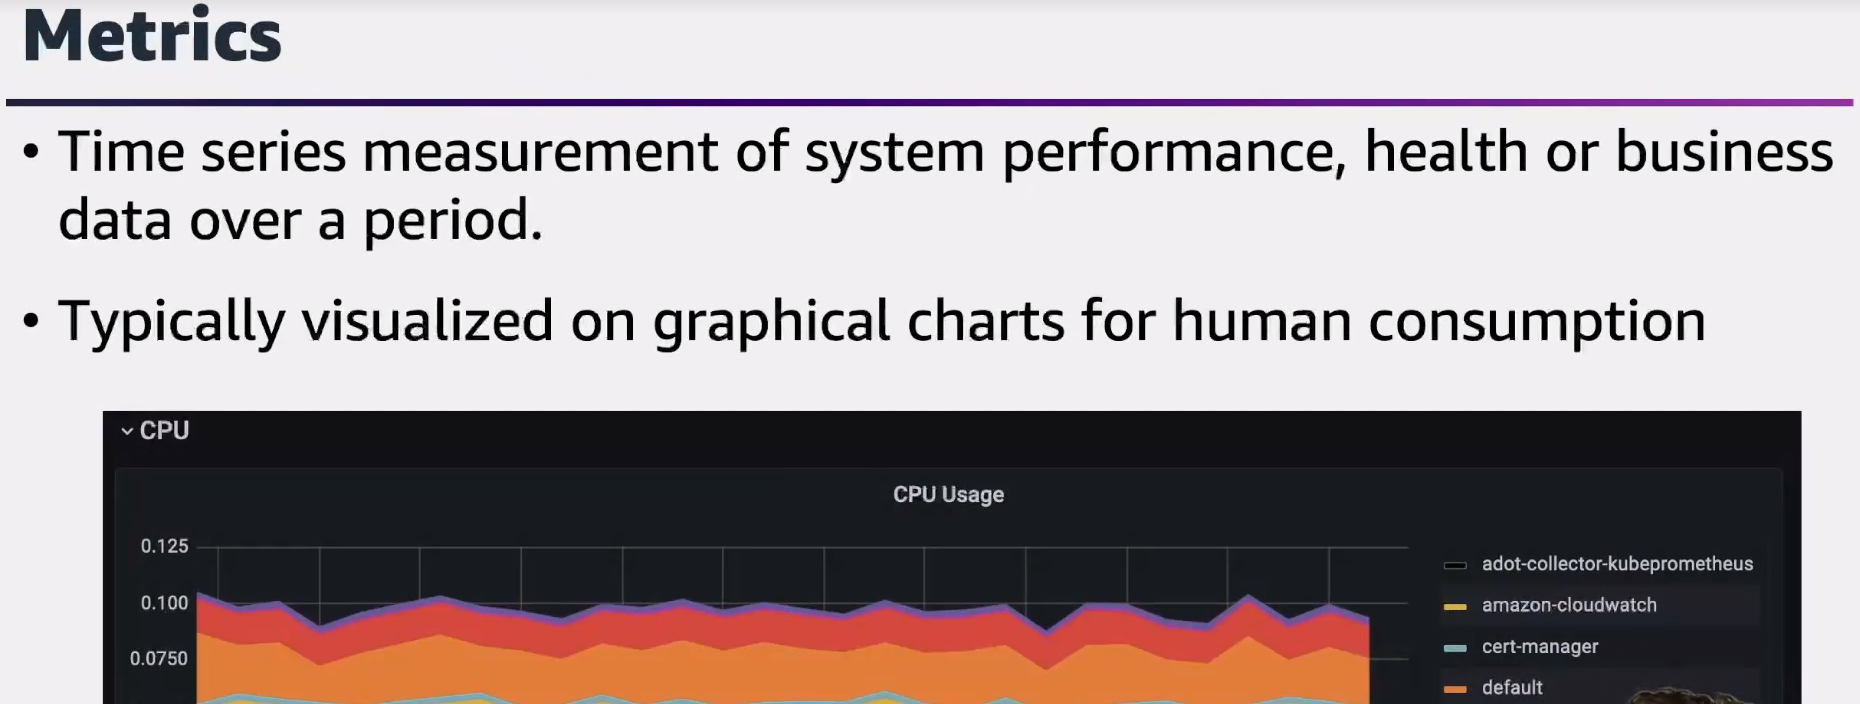 Metrics
• Time series measurement of system performance, health or business
data over a period.
• Typically visualized on graphical charts for human consumption
CPU
CPU Usage
0.125
0.100
0.0750
adot-collector-kubeprometheus
amazon-cloudwatch
cert-manager
default